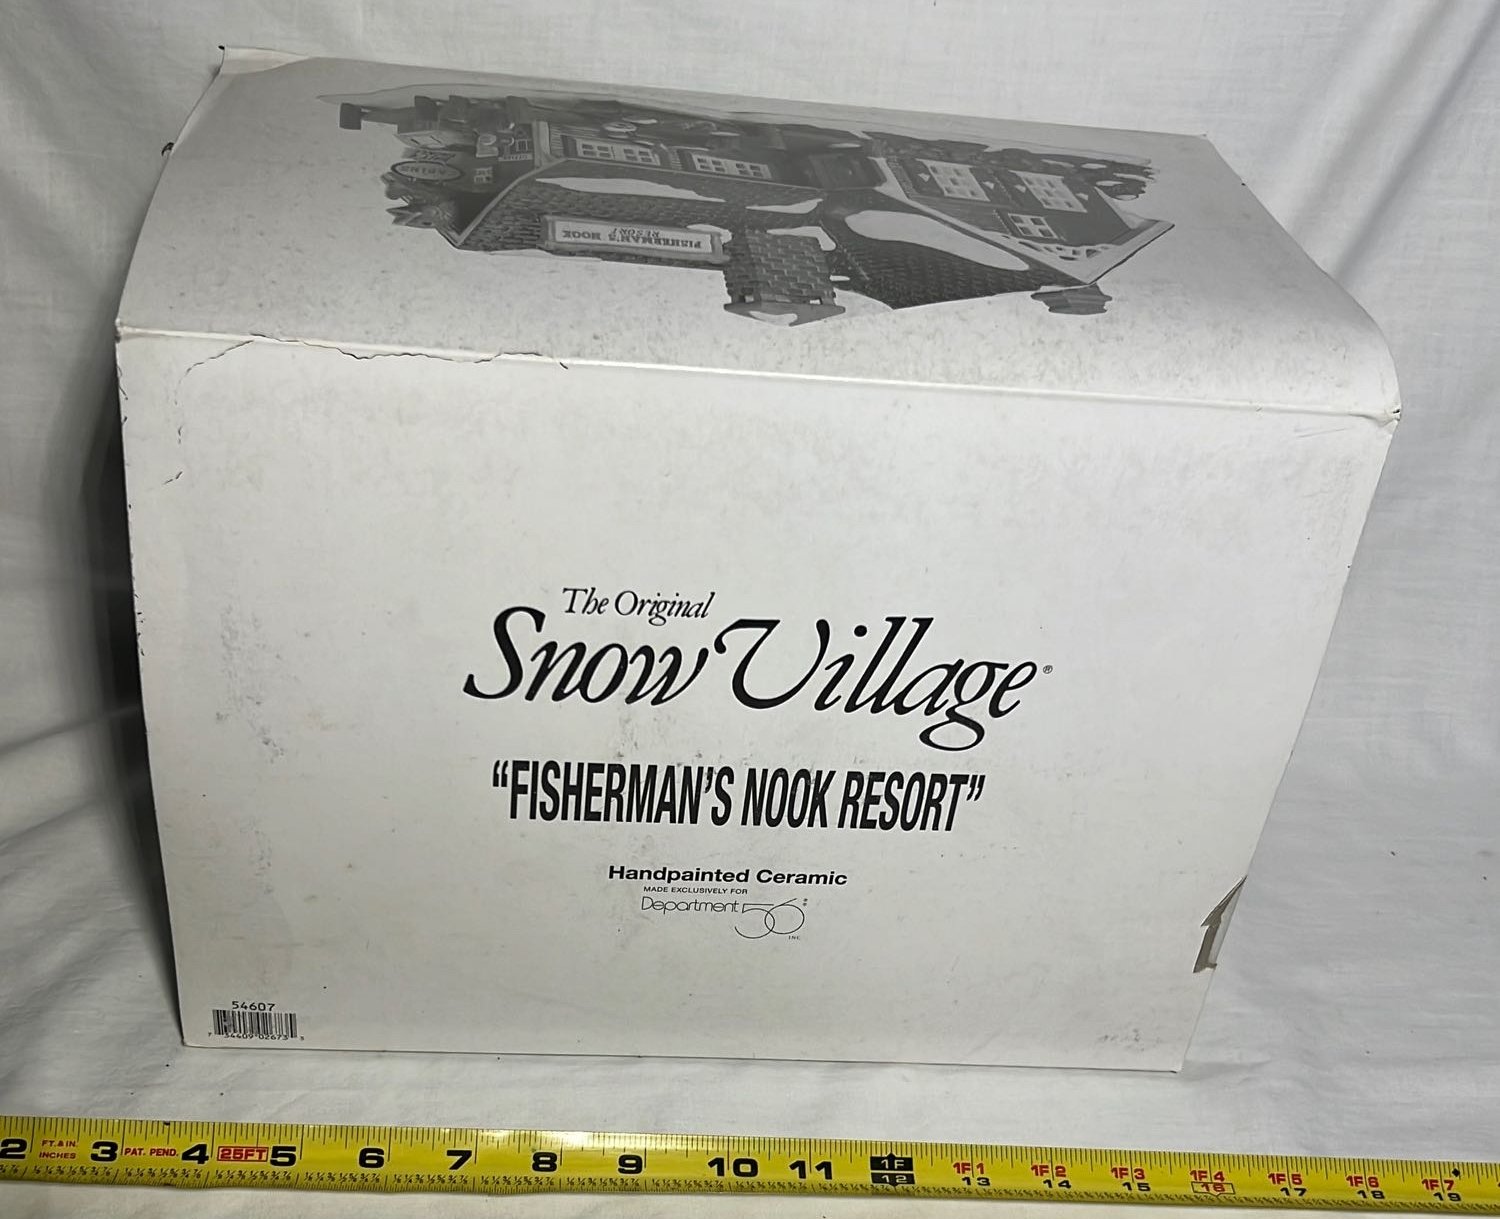 FISHERMAN'S NOOK
RESORT
The Original
Snow Village®
“FISHERMAN'S NOOK RESORT”
Handpainted Ceramic
MADE EXCLUSIVELY FOR
Department 56®
INC.
54607
2 FT. & IN. INCHES 3 PAT. PEND. 4 25FT 5 6 7 8 9 10 11 1F 1F1 1F2 1F3 1F4 1F5 1F6 1F7
12 13 14 15 16 17 18 19